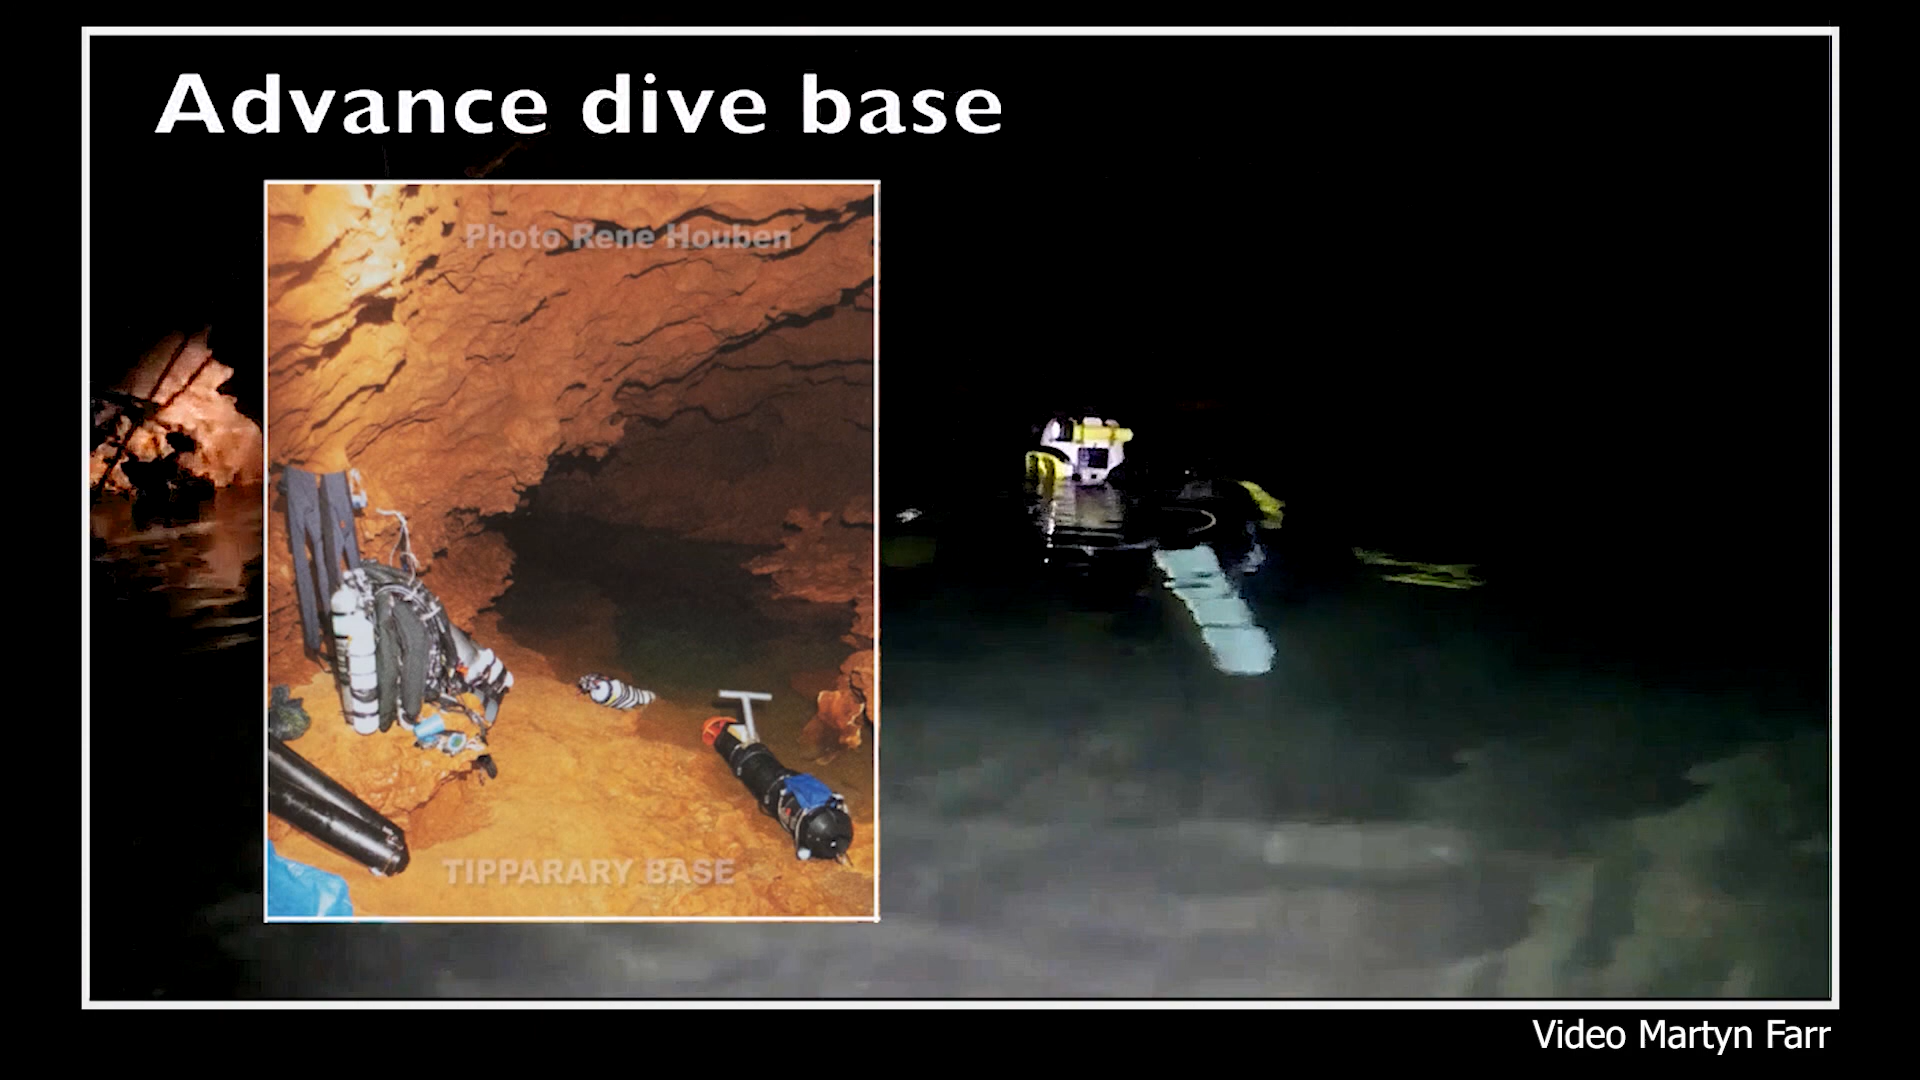 Advance dive base
Photo Rene Houben
TIPPARARY BASE
Video Martyn Farr